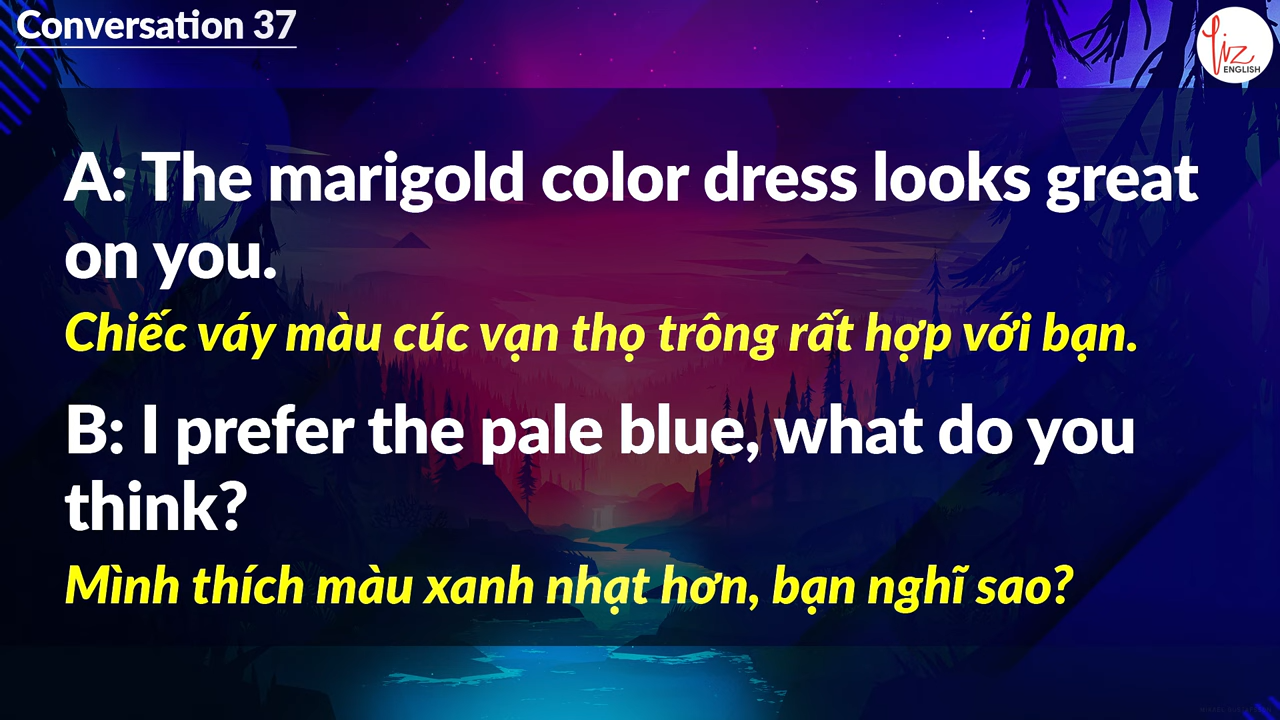 Conversation 37
Liz
ENGLISH
A: The marigold color dress looks great
on you.
Chiếc váy màu cúc vạn thọ trông rất hợp với bạn.
B: I prefer the pale blue, what do you
think?
Mình thích màu xanh nhạt hơn, bạn nghĩ sao?